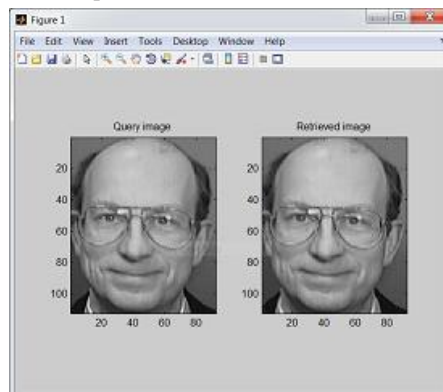 Figure 1
File Edit View Insert Tools Desktop Window Help
Query image Retrieved image
20 20
40 40
60 60
80 80
100 100
20 40 60 80 20 40 60 80